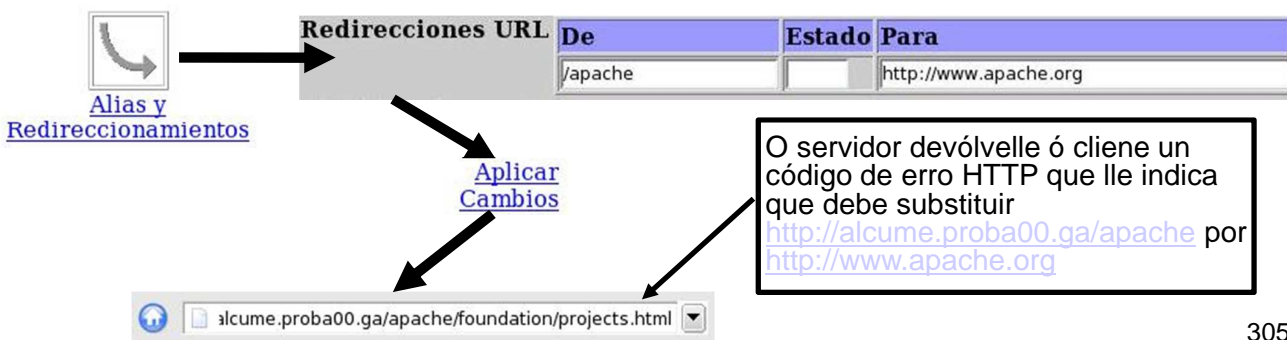 Redirecciones URL
De
Estado
Para
/apache
http://www.apache.org
Alias y
Redireccionamientos
Aplicar
Cambios
O servidor devólvelle ó cliene un
código de erro HTTP que lle indica
que debe substituir
http://alcume.proba00.ga/apache por
http://www.apache.org
alcume.proba00.ga/apache/foundation/projects.html
305